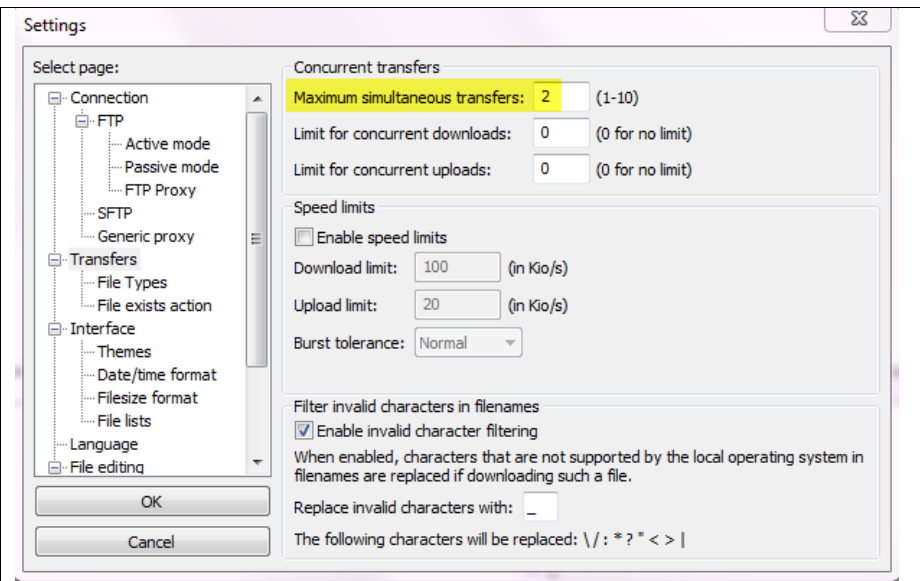 Settings
Select page:
Connection
FTP
Active mode
Passive mode
FTP Proxy
SFTP
Generic proxy
Transfers
File Types
File exists action
Interface
Themes
Date/time format
Filesize format
File lists
Language
File editing
OK
Cancel
Concurrent transfers
Maximum simultaneous transfers: 2 (1-10)
Limit for concurrent downloads: 0 (0 for no limit)
Limit for concurrent uploads: 0 (0 for no limit)
Speed limits
Enable speed limits
Download limit: 100 (in Kio/s)
Upload limit: 20 (in Kio/s)
Burst tolerance: Normal
Filter invalid characters in filenames
Enable invalid character filtering
When enabled, characters that are not supported by the local operating system in
filenames are replaced if downloading such a file.
Replace invalid characters with: _
The following characters will be replaced: \ / : * ? " < > |